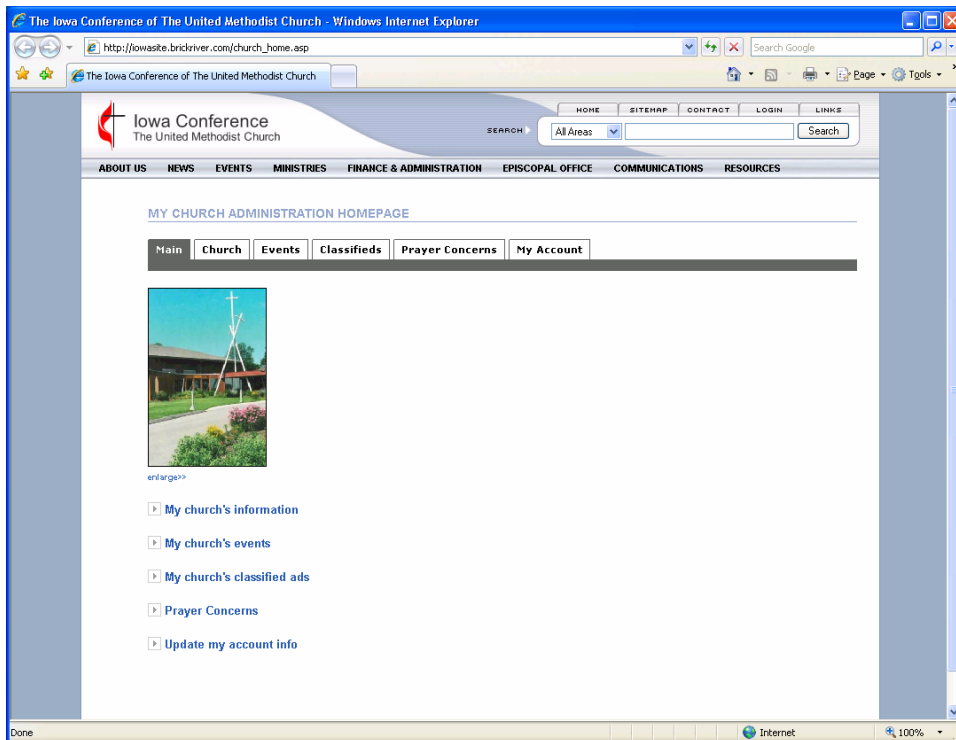 The Iowa Conference of The United Methodist Church - Windows Internet Explorer
http://iowasite.brickriver.com/church_home.asp
Search Google
The Iowa Conference of The United Methodist Church
Page
Tools
HOME SITEMAP CONTACT LOGIN LINKS
Iowa Conference
The United Methodist Church
SEARCH All Areas Search
ABOUT US NEWS EVENTS MINISTRIES FINANCE & ADMINISTRATION EPISCOPAL OFFICE COMMUNICATIONS RESOURCES
MY CHURCH ADMINISTRATION HOMEPAGE
Main Church Events Classifieds Prayer Concerns My Account
enlarge>>
My church's information
My church's events
My church's classified ads
Prayer Concerns
Update my account info
Done Internet 100%